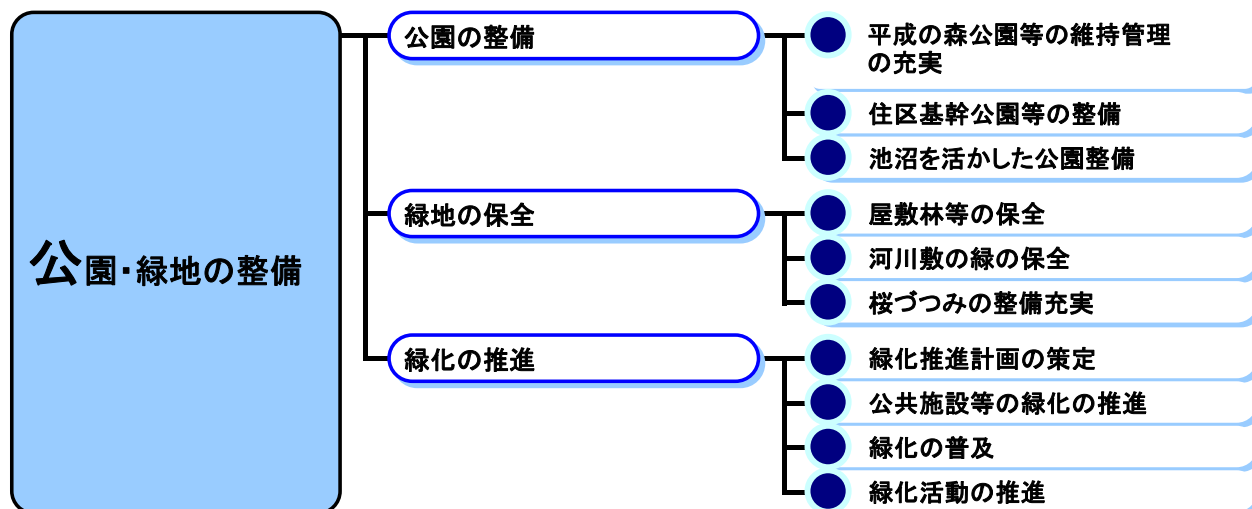 公園・緑地の整備
公園の整備
平成の森公園等の維持管理
の充実
住区基幹公園等の整備
池沼を活かした公園整備
緑地の保全
屋敷林等の保全
河川敷の緑の保全
桜づつみの整備充実
緑化の推進
緑化推進計画の策定
公共施設等の緑化の推進
緑化の普及
緑化活動の推進